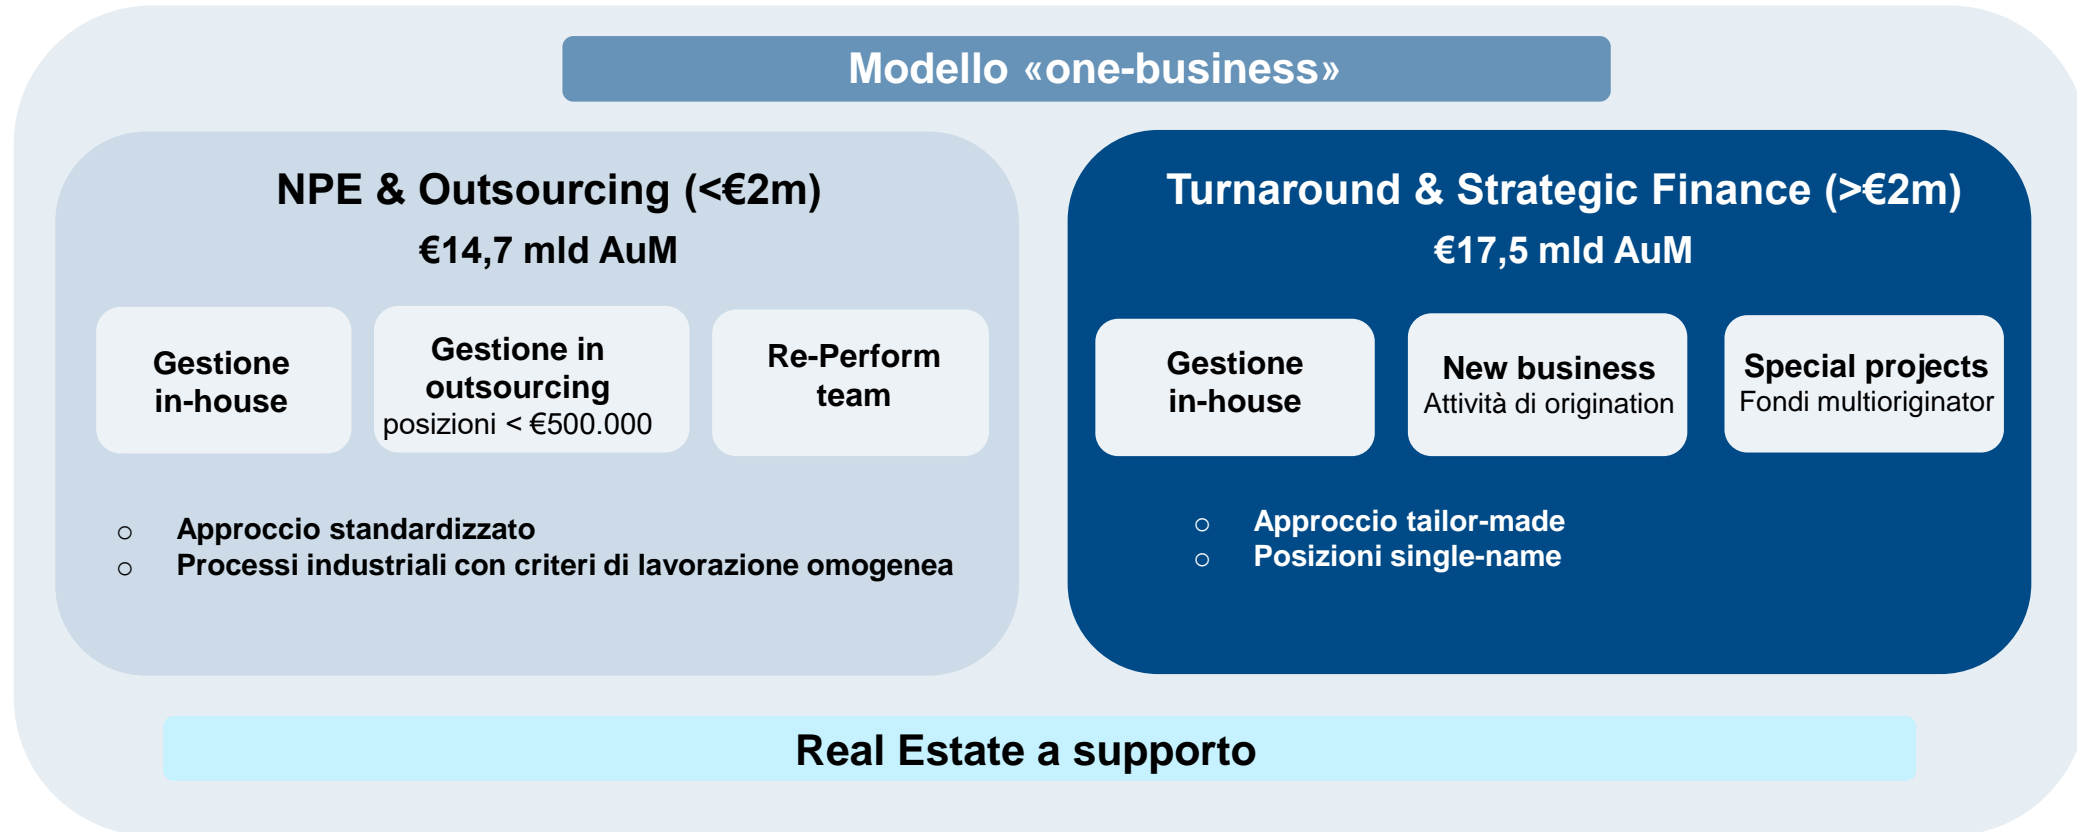 Modello «one-business»
NPE & Outsourcing (<€2m)
€14,7 mld AuM
Gestione
in-house
Gestione in
outsourcing
posizioni < €500.000
Re-Perform
team
o Approccio standardizzato
o Processi industriali con criteri di lavorazione omogenea
Turnaround & Strategic Finance (>€2m)
€17,5 mld AuM
Gestione
in-house
New business
Attività di origination
Special projects
Fondi multioriginator
o Approccio tailor-made
o Posizioni single-name
Real Estate a supporto